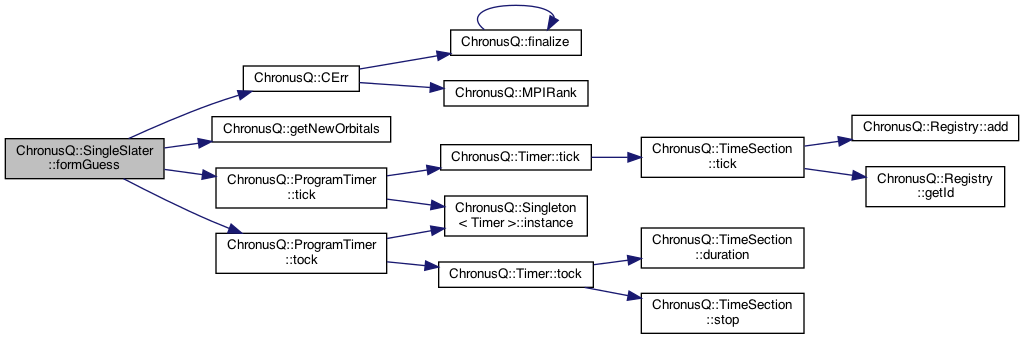 ChronusQ::SingleSlater
::formGuess
ChronusQ::CErr
ChronusQ::finalize
ChronusQ::MPIRank
ChronusQ::getNewOrbitals
ChronusQ::ProgramTimer
::tick
ChronusQ::Timer::tick
ChronusQ::TimeSection
::tick
ChronusQ::Registry::add
ChronusQ::Registry
::getId
ChronusQ::Singleton
< Timer >::instance
ChronusQ::ProgramTimer
::tock
ChronusQ::Timer::tock
ChronusQ::TimeSection
::duration
ChronusQ::TimeSection
::stop